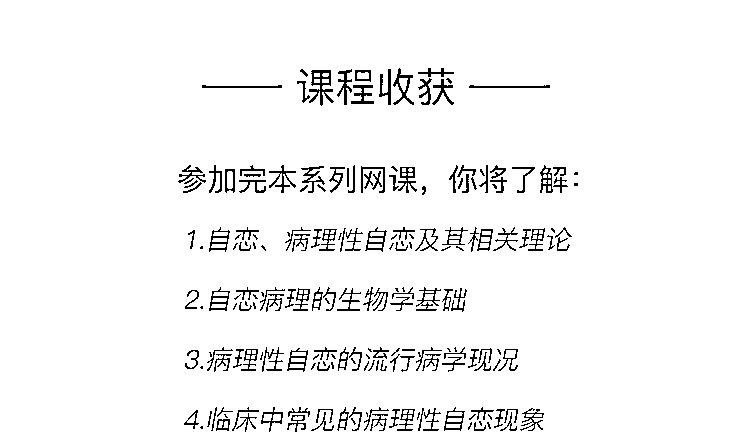 课程收获
参加完本系列网课，你将了解：
1.自恋、病理性自恋及其相关理论
2.自恋病理的生物学基础
3.病理性自恋的流行病学现况
4.临床中常见的病理性自恋现象